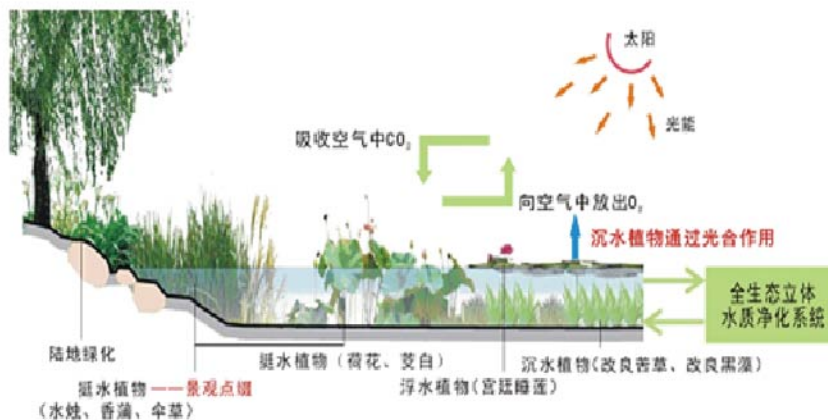 太阳
光能
吸收空气中CO₂
向空气中放出O₂
沉水植物通过光合作用
全生态立体
水质净化系统
陆地绿化
挺水植物（荷花、茭白）
沉水植物（改良苦草、改良黑藻）
挺水植物——景观点缀
浮水植物（宫廷睡莲）
（水烛、香蒲、伞草）